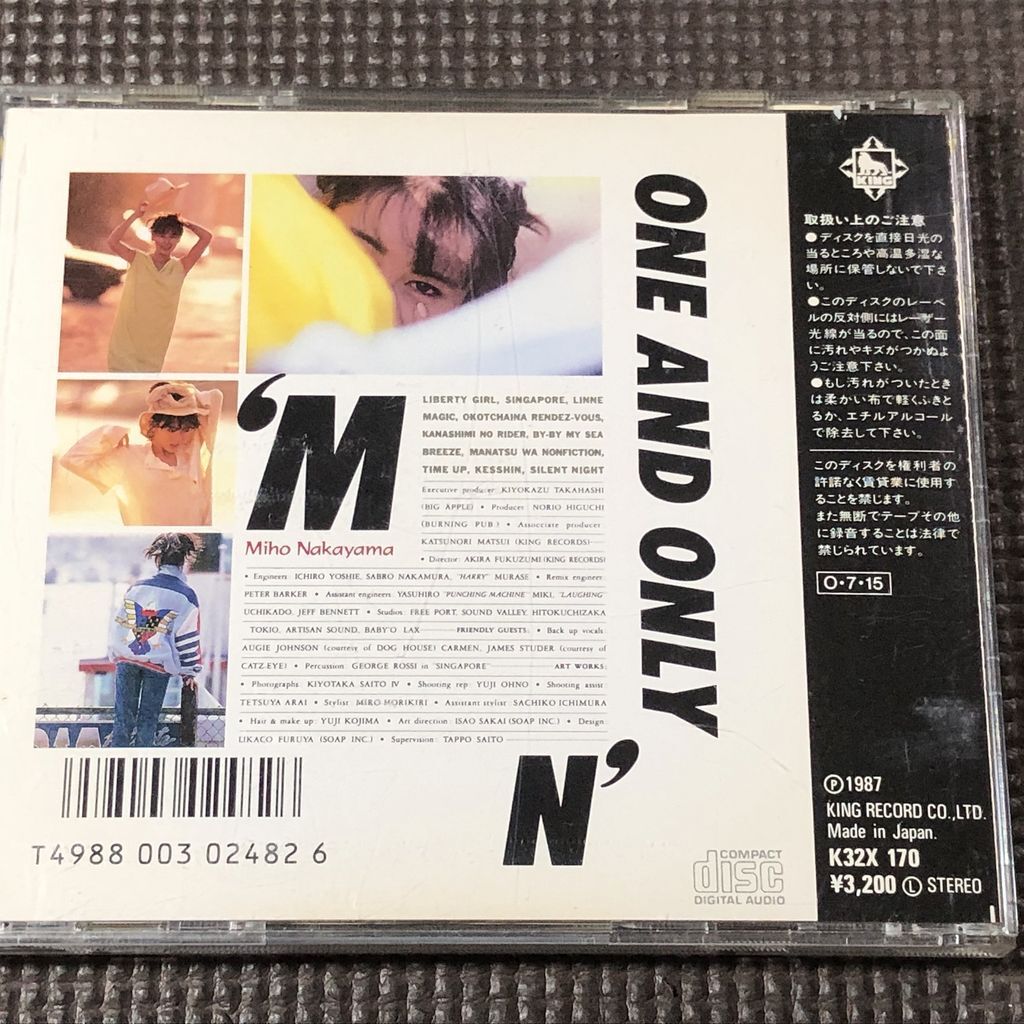 ONE AND ONLY
'M
N'
LIBERTY GIRL, SINGAPORE, LINNE
MAGIC, OKOTCHAINA RENDEZ-VOUS,
KANASHIMI NO RIDER, BY-BY MY SEA
BREEZE, MANATSU WA NONFICTION,
TIME UP, KESSHIN, SILENT NIGHT
Executive producer: KIYOKAZU TAKAHASHI
(BIG APPLE) • Producer: NORIO HIGUCHI
(BURNING PUB.) • Asscociate producer:
KATSUNORI MATSUI (KING RECORDS)
• Director: AKIRA FUKUZUMI (KING RECORDS)
Miho Nakayama
• Engineers: ICHIRO YOSHIE, SABRO NAKAMURA, "HARRY" MURASE • Remix engineer:
PETER BARKER • Assistant engineers: YASUHIRO "PUNCHING MACHINE" MIKI, "LAUGHING"
UCHIKADO, JEFF BENNETT • Studios: FREE PORT, SOUND VALLEY, HITOKUCHIZAKA
TOKIO, ARTISAN SOUND, BABY'O LAX — FRIENDLY GUESTS: • Back up vocals:
AUGIE JOHNSON (courtesy of DOG HOUSE) CARMEN, JAMES STUDER (courtesy of
CATZ-EYE) • Percussion: GEORGE ROSSI in "SINGAPORE" — ART WORKS:
• Photographs: KIYOTAKA SAITO IV • Shooting rep: YUJI OHNO • Shooting assist:
TETSUYA ARAI • Stylist: MIRO MORIKIRI • Assistant stylist: SACHIKO ICHIMURA
• Hair & make up: YUJI KOJIMA • Art direction: ISAO SAKAI (SOAP INC.) • Design:
LIKACO FURUYA (SOAP INC.) • Supervision: TAPPO SAITO
T4988 003 02482 6
COMPACT
disc
DIGITAL AUDIO
KING
取扱い上のご注意
●ディスクを直接日光の
当るところや高温多湿な
場所に保管しないで下さ
い。
●このディスクのレーベ
ルの反対側にはレーザー
光線が当るので、この面
に汚れやキズがつかぬよ
うご注意下さい。
●もし汚れがついたとき
は柔かい布で軽くふきと
るか、エチルアルコール
で除去して下さい。
このディスクを権利者の
許諾なく賃貸業に使用す
ることを禁じます。
また無断でテープその他
に録音することは法律で
禁じられています。
O・7・15
Ⓟ1987
KING RECORD CO.,LTD.
Made in Japan.
K32X 170
¥3,200 Ⓛ STEREO